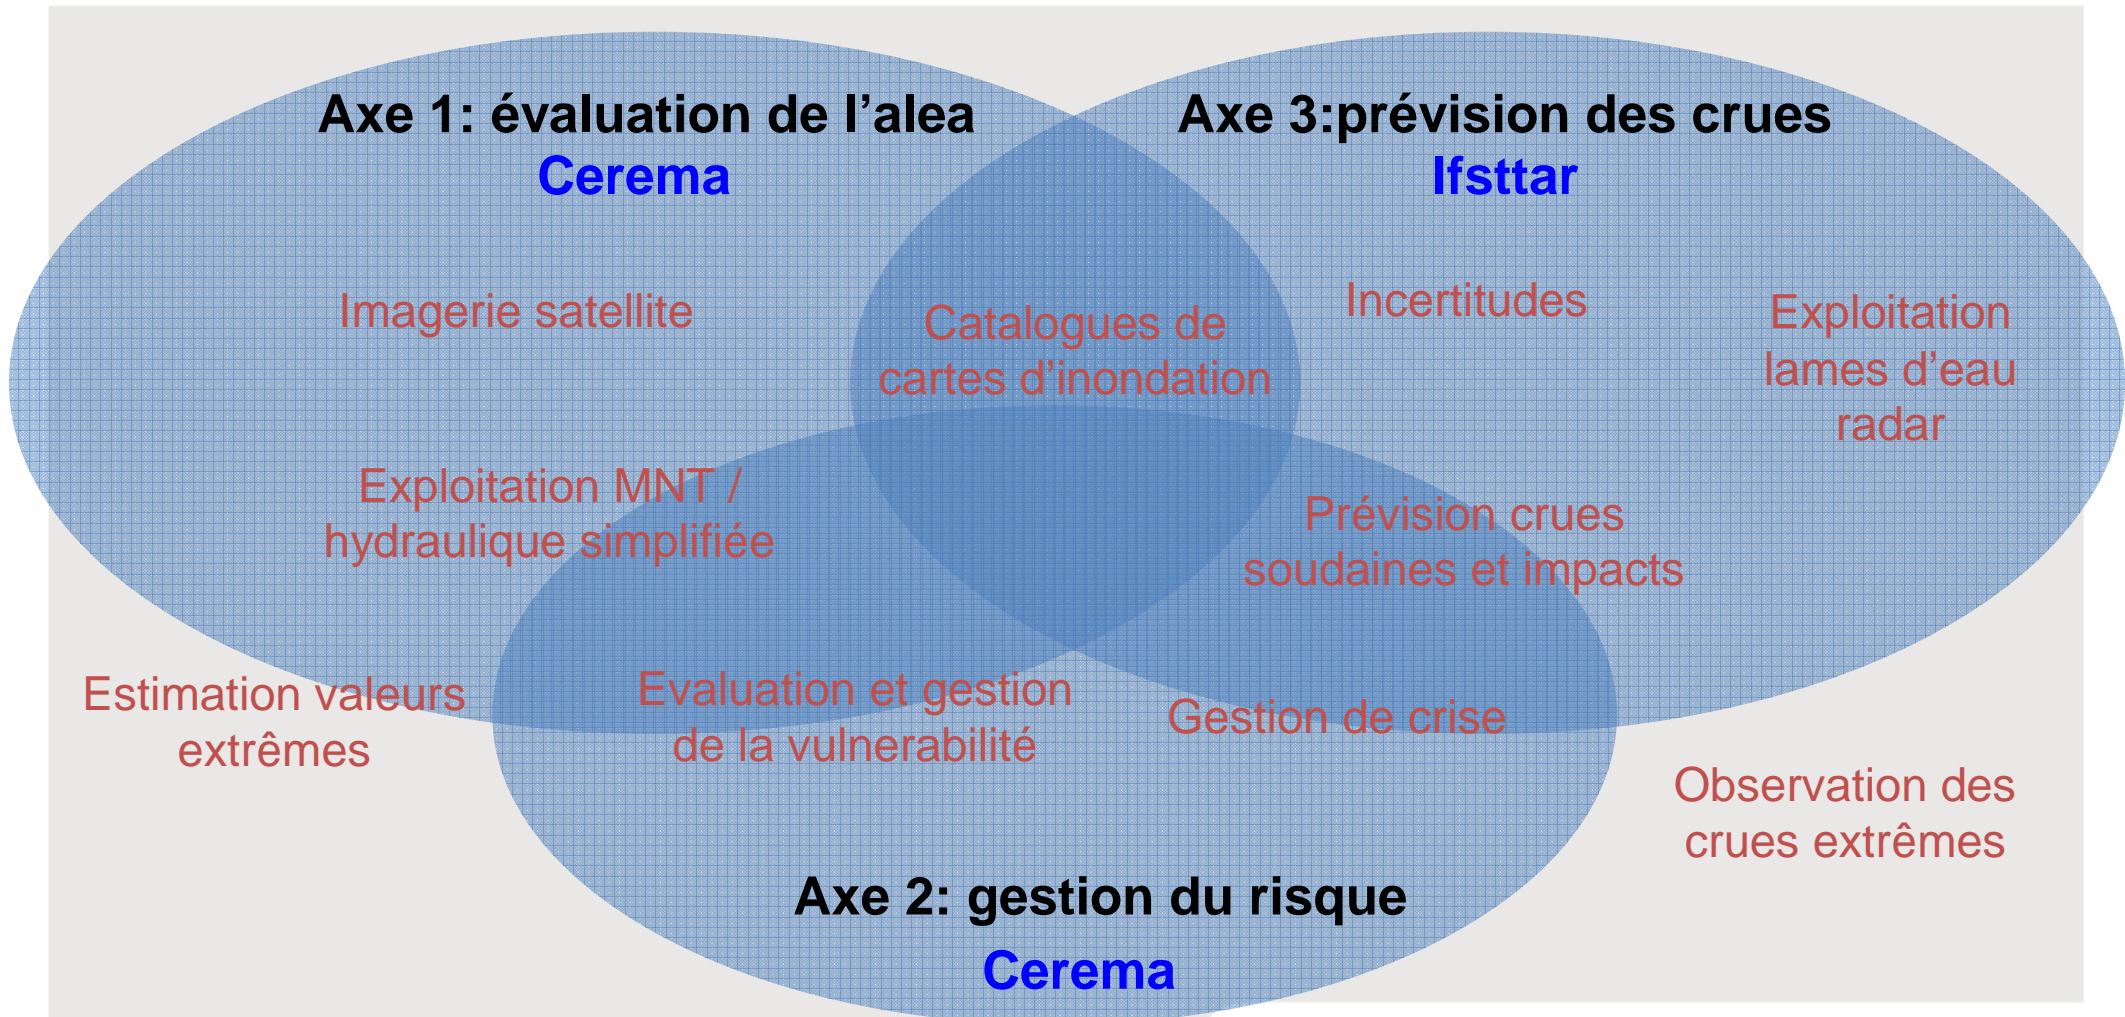 Axe 1: évaluation de l’alea
Cerema
Axe 3:prévision des crues
Ifsttar
Imagerie satellite
Catalogues de
cartes d’inondation
Incertitudes
Exploitation
lames d’eau
radar
Exploitation MNT /
hydraulique simplifiée
Prévision crues
soudaines et impacts
Estimation valeurs
extrêmes
Evaluation et gestion
de la vulnerabilité
Gestion de crise
Observation des
crues extrêmes
Axe 2: gestion du risque
Cerema